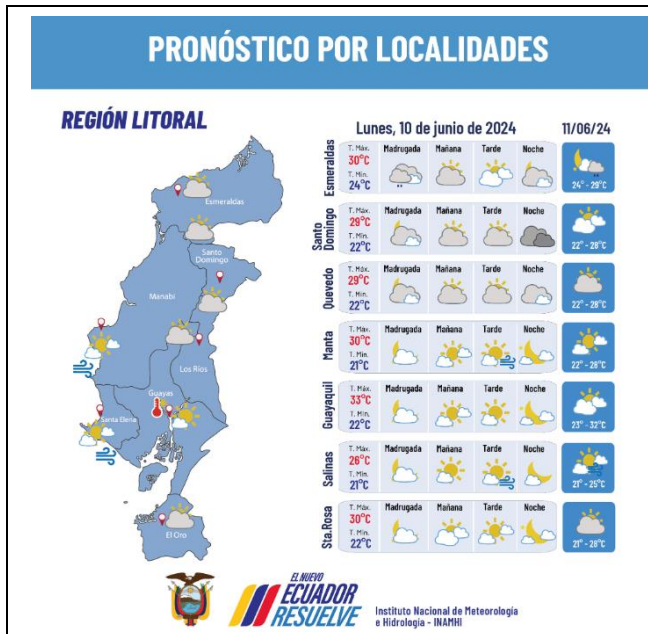 PRONÓSTICO POR LOCALIDADES
REGIÓN LITORAL
Esmeraldas
Santo
Domingo
Manabí
Los Ríos
Guayas
Santa Elena
El Oro
Lunes, 10 de junio de 2024
11/06/24
Esmeraldas
T. Máx.
30°C
T. Mín.
24°C
Madrugada
Mañana
Tarde
Noche
24° - 29°C
Santo
Domingo
T. Máx.
29°C
T. Mín.
22°C
Madrugada
Mañana
Tarde
Noche
22° - 28°C
Quevedo
T. Máx.
29°C
T. Mín.
22°C
Madrugada
Mañana
Tarde
Noche
22° - 28°C
Manta
T. Máx.
30°C
T. Mín.
21°C
Madrugada
Mañana
Tarde
Noche
22° - 28°C
Guayaquil
T. Máx.
33°C
T. Mín.
22°C
Madrugada
Mañana
Tarde
Noche
23° - 32°C
Salinas
T. Máx.
26°C
T. Mín.
21°C
Madrugada
Mañana
Tarde
Noche
21° - 25°C
Sta.Rosa
T. Máx.
30°C
T. Mín.
22°C
Madrugada
Mañana
Tarde
Noche
21° - 28°C
EL NUEVO
ECUADOR
RESUELVE
Instituto Nacional de Meteorología
e Hidrología - INAMHI